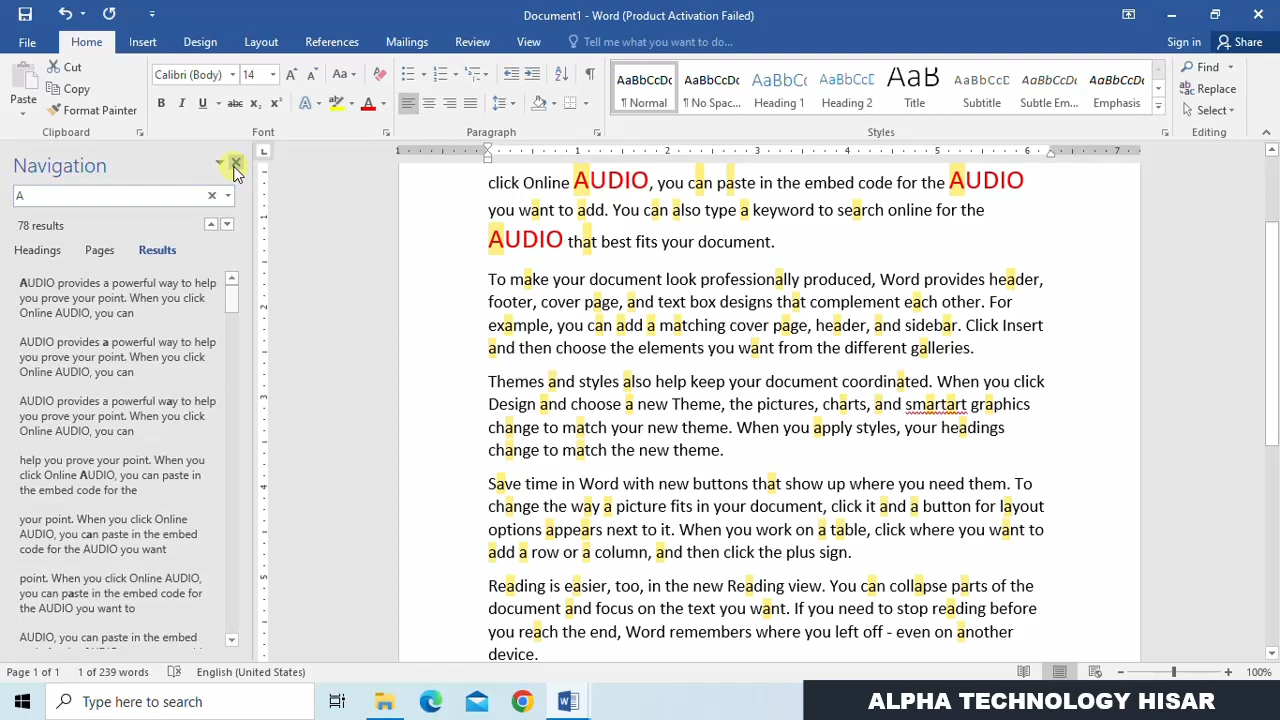 Document1 - Word (Product Activation Failed)
File Home Insert Design Layout References Mailings Review View Tell me what you want to do... Sign in Share
Paste
Cut
Copy
Format Painter
Clipboard
Calibri (Body) 14
Font
Paragraph
AaBbCcDc AaBbCcDc AaBbCc AaBbCcC AaB AaBbCcD AaBbCcDc AaBbCcDc
¶ Normal ¶ No Spac... Heading Heading 2 Title Subtitle Subtle Em... Emphasis
Styles
Find
Replace
Select
Editing
Navigation
A
78 results
Headings Pages Results
AUDIO provides a powerful way to help
you prove your point. When you click
Online AUDIO, you can
AUDIO provides a powerful way to help
you prove your point. When you click
Online AUDIO, you can
AUDIO provides a powerful way to help
you prove your point. When you click
Online AUDIO, you can
help you prove your point. When you
click Online AUDIO, you can paste in
the embed code for the
your point. When you click Online
AUDIO, you can paste in the embed
code for the AUDIO you want
point. When you click Online AUDIO,
you can paste in the embed code for
the AUDIO you want to
AUDIO, you can paste in the embed
1 1 2 3 4 5 6 7
1
2
3
4
5
click Online AUDIO, you can paste in the embed code for the AUDIO
you want to add. You can also type a keyword to search online for the
AUDIO that best fits your document.
To make your document look professionally produced, Word provides header,
footer, cover page, and text box designs that complement each other. For
example, you can add a matching cover page, header, and sidebar. Click Insert
and then choose the elements you want from the different galleries.
Themes and styles also help keep your document coordinated. When you click
Design and choose a new Theme, the pictures, charts, and smartart graphics
change to match your new theme. When you apply styles, your headings
change to match the new theme.
Save time in Word with new buttons that show up where you need them. To
change the way a picture fits in your document, click it and a button for layout
options appears next to it. When you work on a table, click where you want to
add a row or a column, and then click the plus sign.
Reading is easier, too, in the new Reading view. You can collapse parts of the
document and focus on the text you want. If you need to stop reading before
you reach the end, Word remembers where you left off - even on another
device.
Page 1 of 1 1 of 239 words English (United States) 100%
Type here to search
ALPHA TECHNOLOGY HISAR